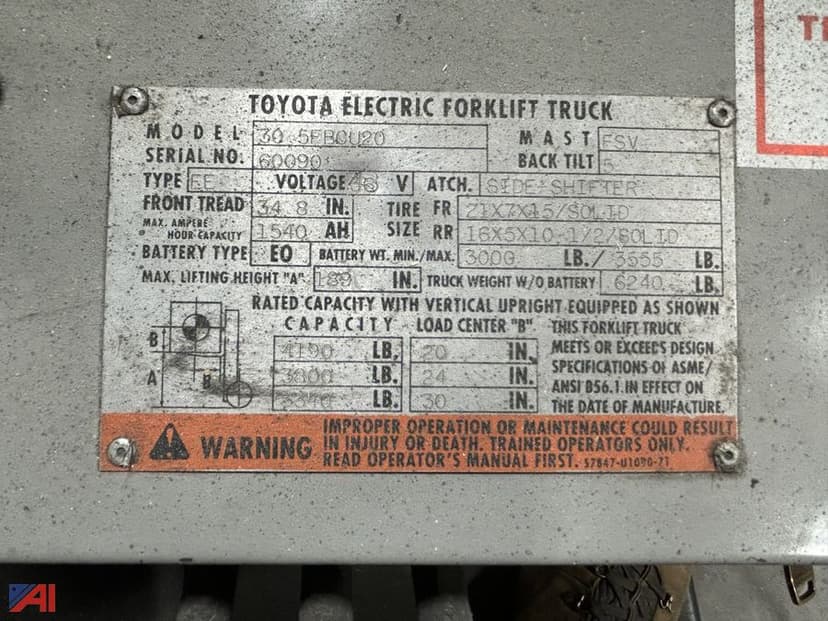 TOYOTA ELECTRIC FORKLIFT TRUCK
MODEL 30.5FBCU20 MAST FSV
SERIAL NO. 60090 BACK TILT 5
TYPE EE VOLTAGE 48 V ATCH. SIDE-SHIFTER
FRONT TREAD 34.8 IN. TIRE SIZE FR 21X7X15/SOLID
MAX. AMPERE HOUR-CAPACITY 1540 AH RR 16X5X10-1/2/SOLID
BATTERY TYPE EO BATTERY WT. MIN./MAX. 3000 LB./ 3555 LB.
MAX. LIFTING HEIGHT "A" 189 IN. TRUCK WEIGHT W/O BATTERY 6240 LB.
RATED CAPACITY WITH VERTICAL UPRIGHT EQUIPPED AS SHOWN
CAPACITY LOAD CENTER "B"
4190 LB. 20 IN.
3800 LB. 24 IN.
LB. 30 IN.
B
A B
THIS FORKLIFT TRUCK
MEETS OR EXCEEDS DESIGN
SPECIFICATIONS OF ASME/
ANSI B56.1 IN EFFECT ON
THE DATE OF MANUFACTURE.
WARNING
IMPROPER OPERATION OR MAINTENANCE COULD RESULT
IN INJURY OR DEATH. TRAINED OPERATORS ONLY.
READ OPERATOR'S MANUAL FIRST. 57847-U1090-71
AI